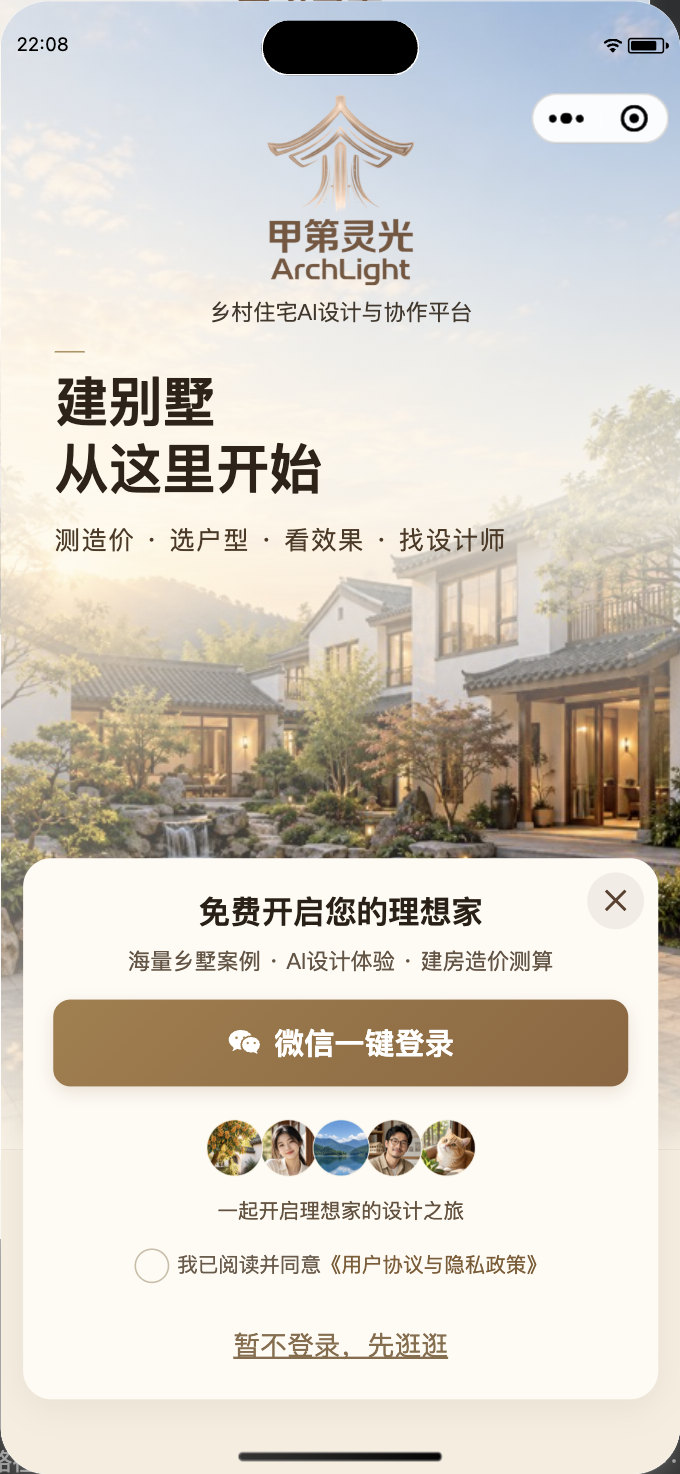 22:08
甲第灵光
ArchLight
乡村住宅AI设计与协作平台
建别墅
从这里开始
测造价 · 选户型 · 看效果 · 找设计师
免费开启您的理想家
海量乡墅案例 · AI设计体验 · 建房造价测算
微信一键登录
一起开启理想家的设计之旅
我已阅读并同意《用户协议与隐私政策》
暂不登录，先逛逛